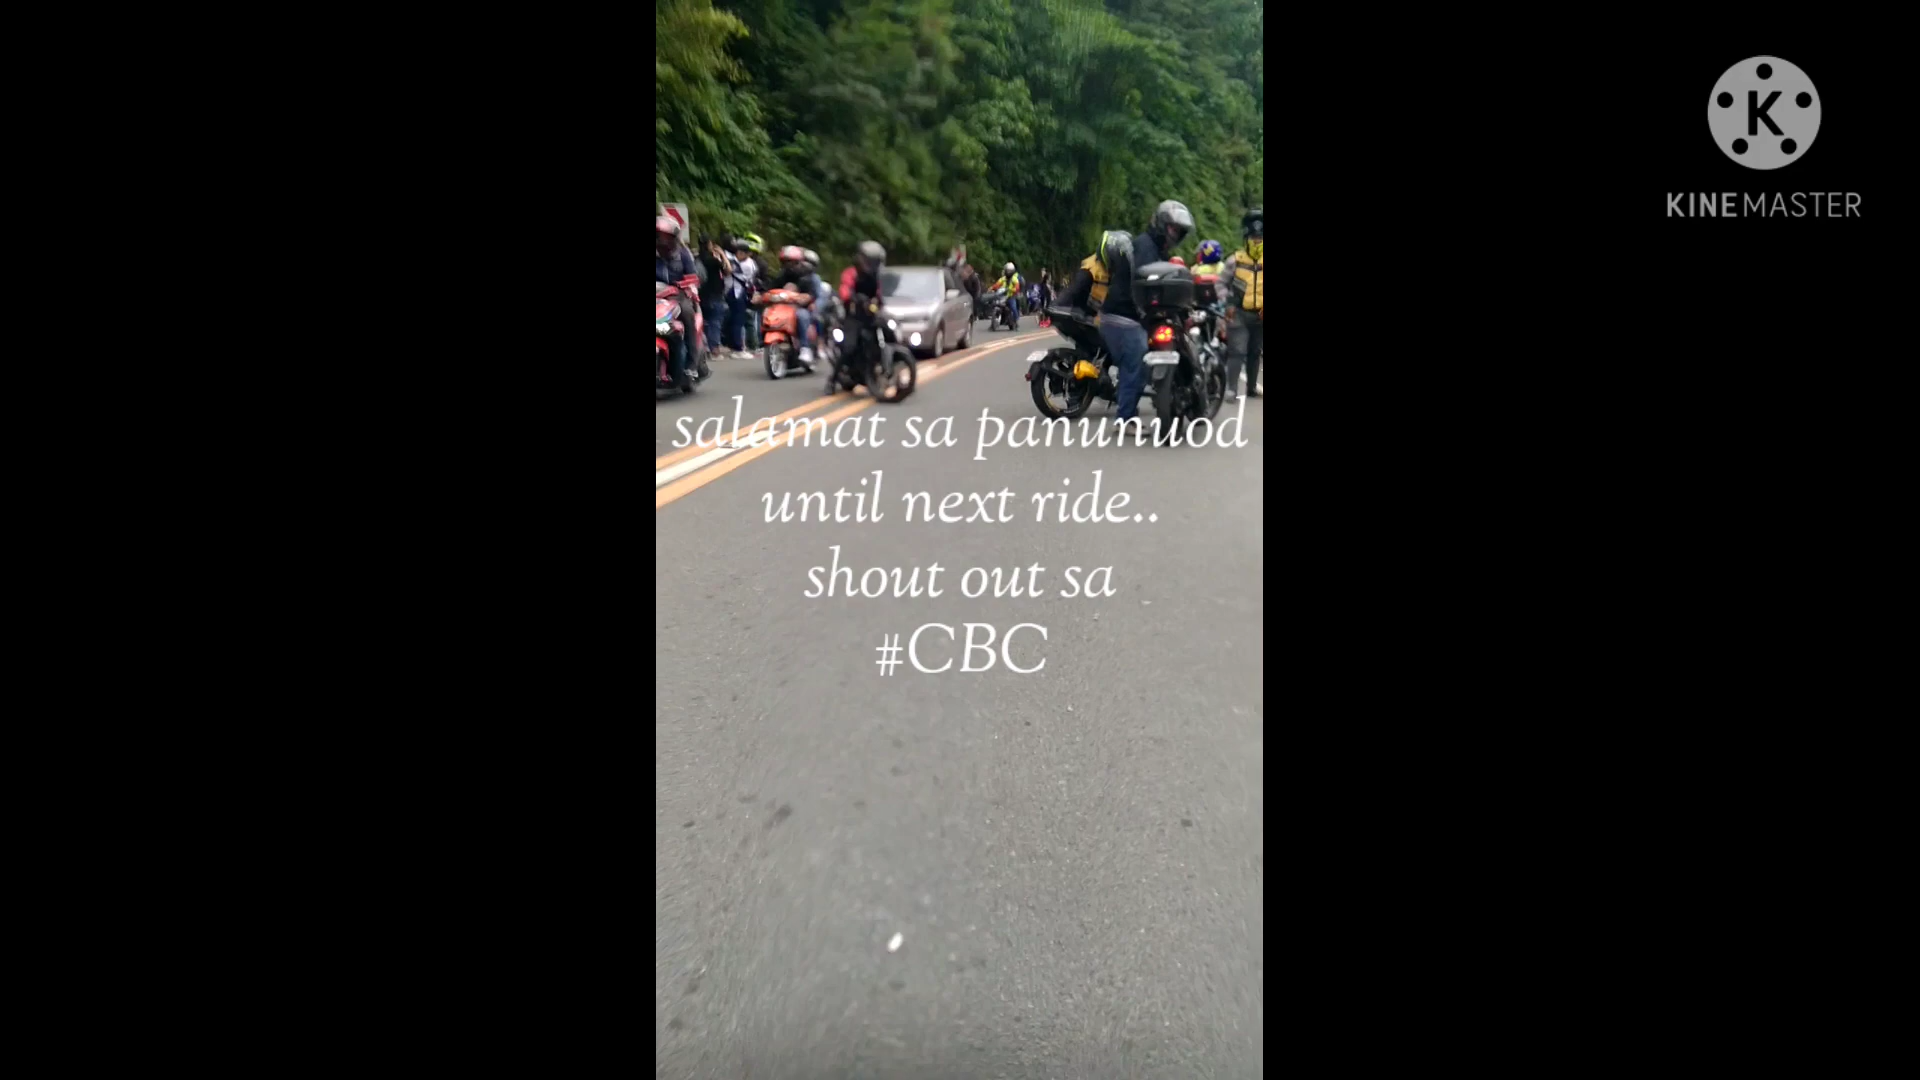 KINEMASTER
salamat sa panunuod
until next ride..
shout out sa
#CBC